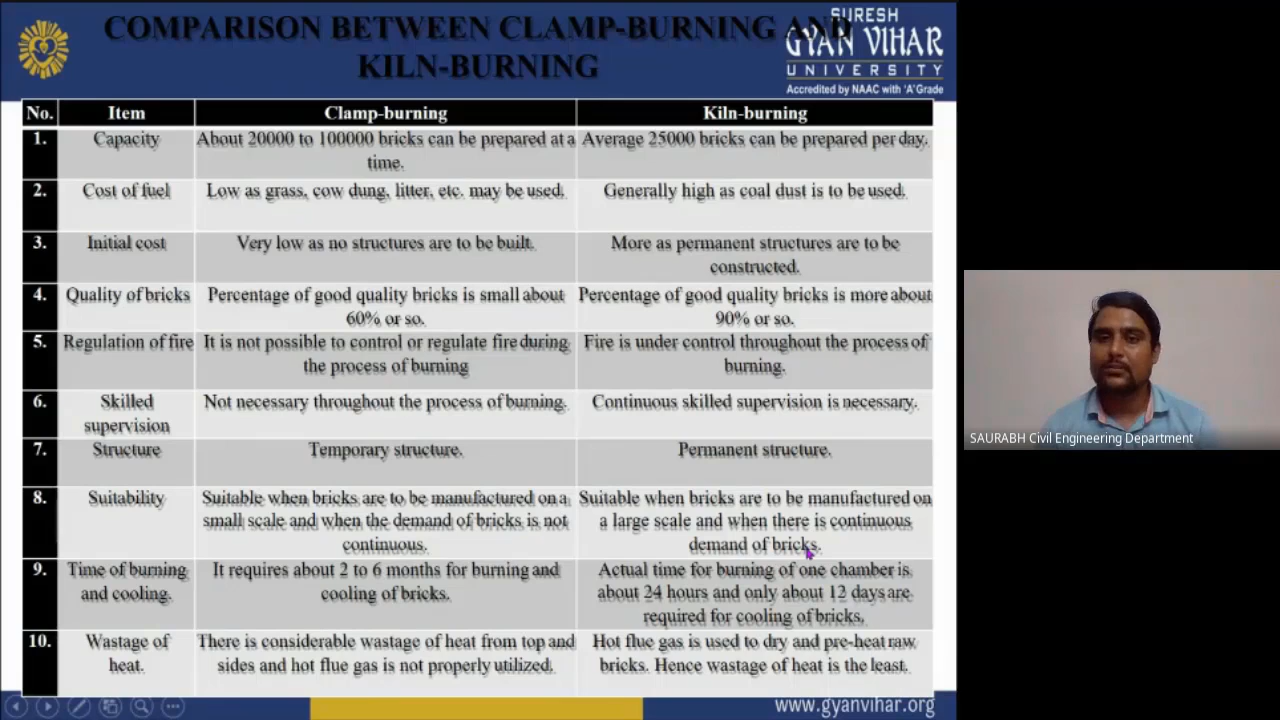 COMPARISON BETWEEN CLAMP-BURNING AND
KILN-BURNING
SURESH
GYAN VIHAR
UNIVERSITY
Accredited by NAAC with 'A' Grade
No. Item Clamp-burning Kiln-burning
1. Capacity About 20000 to 100000 bricks can be prepared at a Average 25000 bricks can be prepared per day.
time.
2. Cost of fuel Low as grass, cow dung, litter, etc. may be used. Generally high as coal dust is to be used.
3. Initial cost Very low as no structures are to be built. More as permanent structures are to be
constructed.
4. Quality of bricks Percentage of good quality bricks is small about Percentage of good quality bricks is more about
60% or so. 90% or so.
5. Regulation of fire It is not possible to control or regulate fire during Fire is under control throughout the process of
the process of burning burning.
6. Skilled Not necessary throughout the process of burning. Continuous skilled supervision is necessary.
supervision
7. Structure Temporary structure. Permanent structure.
8. Suitability Suitable when bricks are to be manufactured on a Suitable when bricks are to be manufactured on
small scale and when the demand of bricks is not a large scale and when there is continuous
continuous. demand of bricks.
9. Time of burning It requires about 2 to 6 months for burning and Actual time for burning of one chamber is
and cooling. cooling of bricks. about 24 hours and only about 12 days are
required for cooling of bricks.
10. Wastage of There is considerable wastage of heat from top and Hot flue gas is used to dry and pre-heat raw
heat. sides and hot flue gas is not properly utilized. bricks. Hence wastage of heat is the least.
www.gyanvihar.org
SAURABH Civil Engineering Department